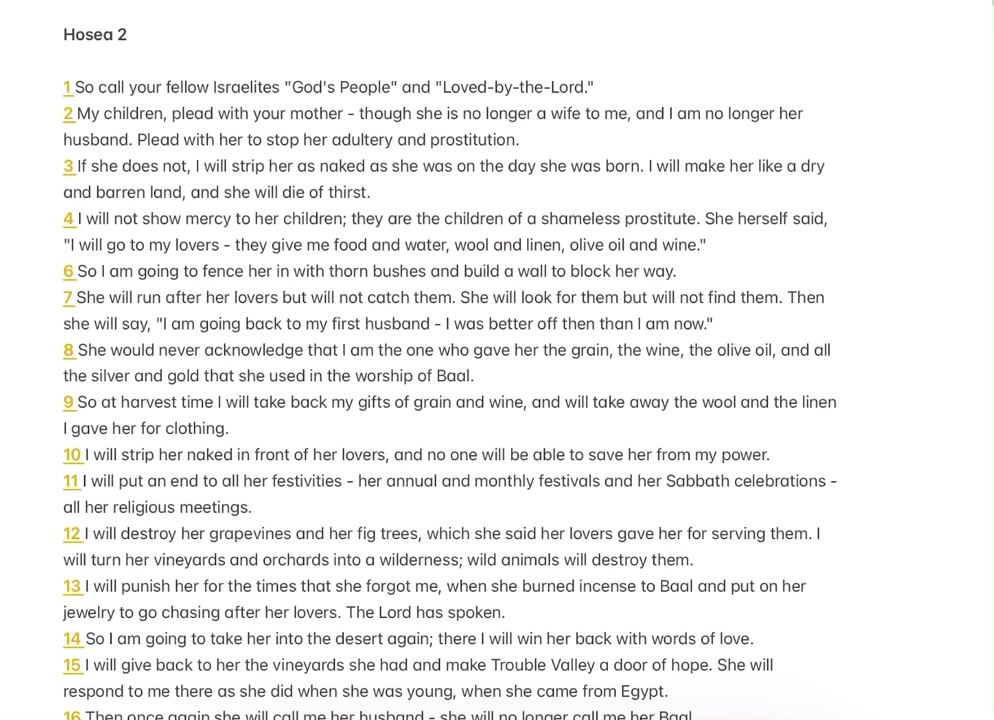 Hosea 2
1 So call your fellow Israelites "God's People" and "Loved-by-the-Lord."
2 My children, plead with your mother - though she is no longer a wife to me, and I am no longer her
husband. Plead with her to stop her adultery and prostitution.
3 If she does not, I will strip her as naked as she was on the day she was born. I will make her like a dry
and barren land, and she will die of thirst.
4 I will not show mercy to her children; they are the children of a shameless prostitute. She herself said,
"I will go to my lovers - they give me food and water, wool and linen, olive oil and wine."
6 So I am going to fence her in with thorn bushes and build a wall to block her way.
7 She will run after her lovers but will not catch them. She will look for them but will not find them. Then
she will say, "I am going back to my first husband - I was better off then than I am now."
8 She would never acknowledge that I am the one who gave her the grain, the wine, the olive oil, and all
the silver and gold that she used in the worship of Baal.
9 So at harvest time I will take back my gifts of grain and wine, and will take away the wool and the linen
I gave her for clothing.
10 I will strip her naked in front of her lovers, and no one will be able to save her from my power.
11 I will put an end to all her festivities - her annual and monthly festivals and her Sabbath celebrations -
all her religious meetings.
12 I will destroy her grapevines and her fig trees, which she said her lovers gave her for serving them. I
will turn her vineyards and orchards into a wilderness; wild animals will destroy them.
13 I will punish her for the times that she forgot me, when she burned incense to Baal and put on her
jewelry to go chasing after her lovers. The Lord has spoken.
14 So I am going to take her into the desert again; there I will win her back with words of love.
15 I will give back to her the vineyards she had and make Trouble Valley a door of hope. She will
respond to me there as she did when she was young, when she came from Egypt.
16 Then once again she will call me her husband - she will no longer call me her Baal.